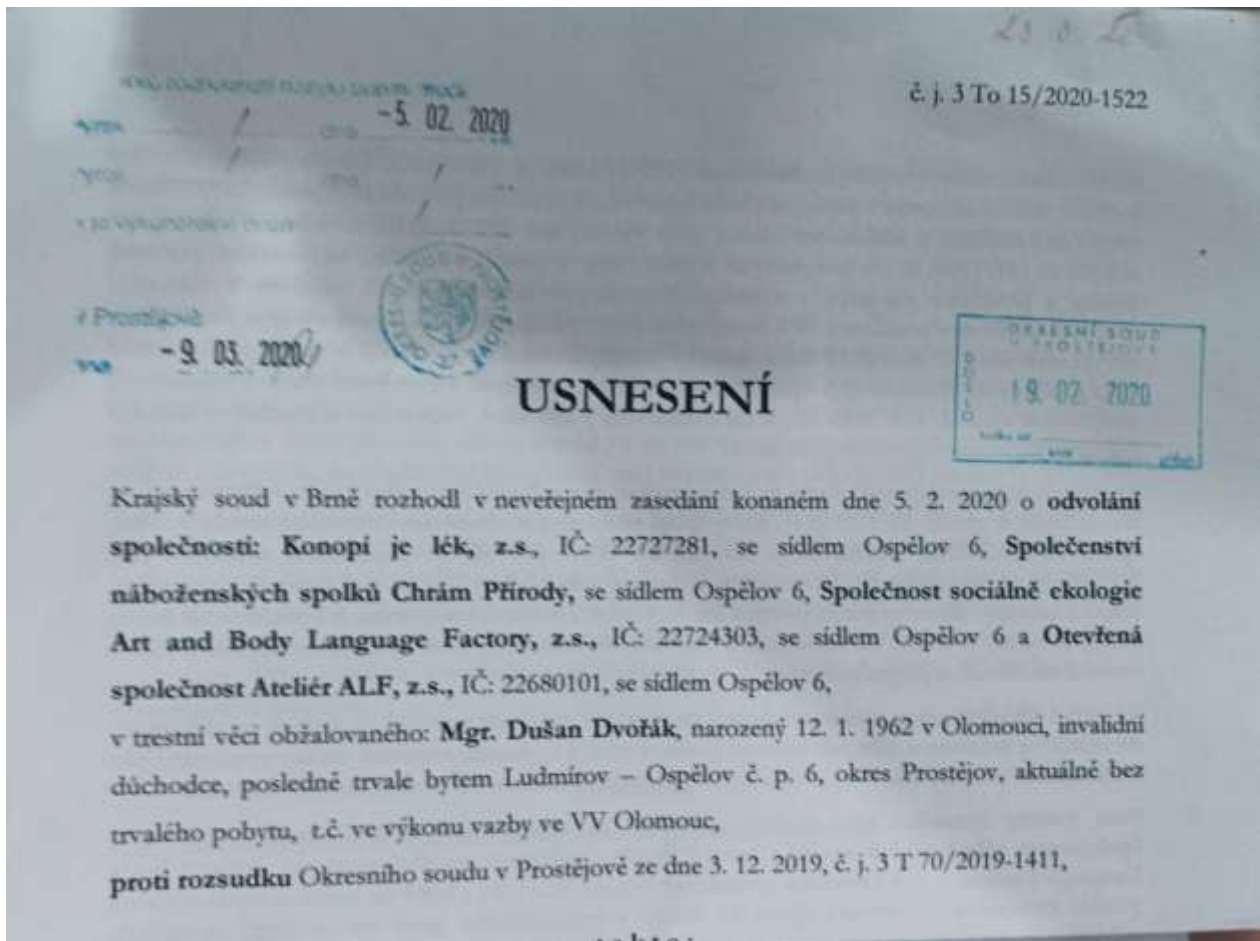 č. j. 3 To 15/2020-1522
-5. 02. 2020
v Prostějově
-9. 03. 2020
OKRESNÍ SOUD
V PROSTĚJOVĚ
DOŠLO
19. 02. 2020
USNESENÍ
Krajský soud v Brně rozhodl v neveřejném zasedání konaném dne 5. 2. 2020 o odvolání
společností: Konopí je lék, z.s., IČ: 22727281, se sídlem Ospělov 6, Společenství
náboženských spolků Chrám Přírody, se sídlem Ospělov 6, Společnost sociálně ekologie
Art and Body Language Factory, z.s., IČ: 22724303, se sídlem Ospělov 6 a Otevřená
společnost Ateliér ALF, z.s., IČ: 22680101, se sídlem Ospělov 6,
v trestní věci obžalovaného: Mgr. Dušan Dvořák, narozený 12. 1. 1962 v Olomouci, invalidní
důchodce, posledně trvale bytem Ludmírov – Ospělov č. p. 6, okres Prostějov, aktuálně bez
trvalého pobytu, t.č. ve výkonu vazby ve VV Olomouc,
proti rozsudku Okresního soudu v Prostějově ze dne 3. 12. 2019, č. j. 3 T 70/2019-1411,